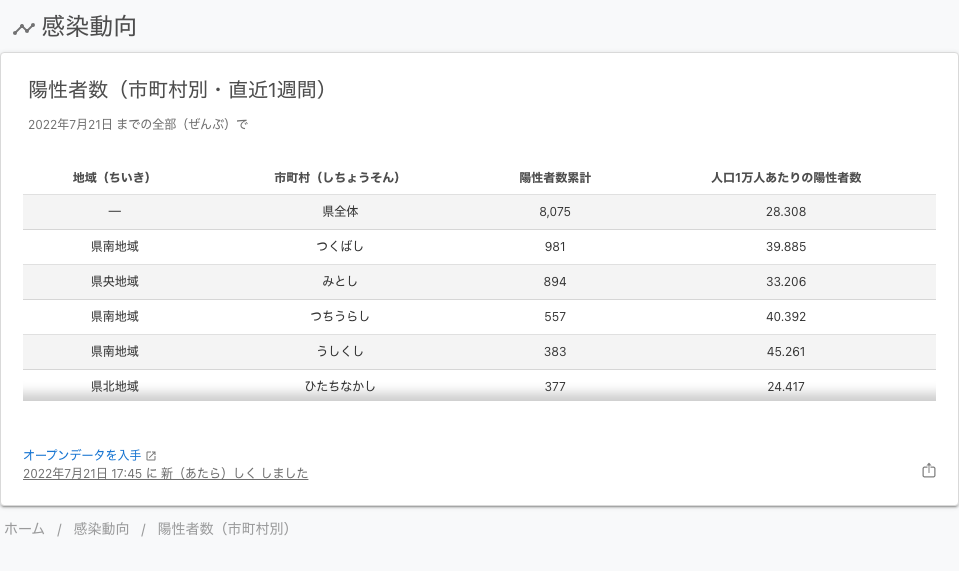 感染動向
陽性者数（市町村別・直近1週間）
2022年7月21日 までの全部（ぜんぶ）で
地域（ちいき） 市町村（しちょうそん） 陽性者数累計 人口1万人あたりの陽性者数
— 県全体 8,075 28.308
県南地域 つくばし 981 39.885
県央地域 みとし 894 33.206
県南地域 つちうらし 557 40.392
県南地域 うしくし 383 45.261
県北地域 ひたちなかし 377 24.417
オープンデータを入手
2022年7月21日 17:45 に 新（あたら）しく しました
ホーム / 感染動向 / 陽性者数（市町村別）